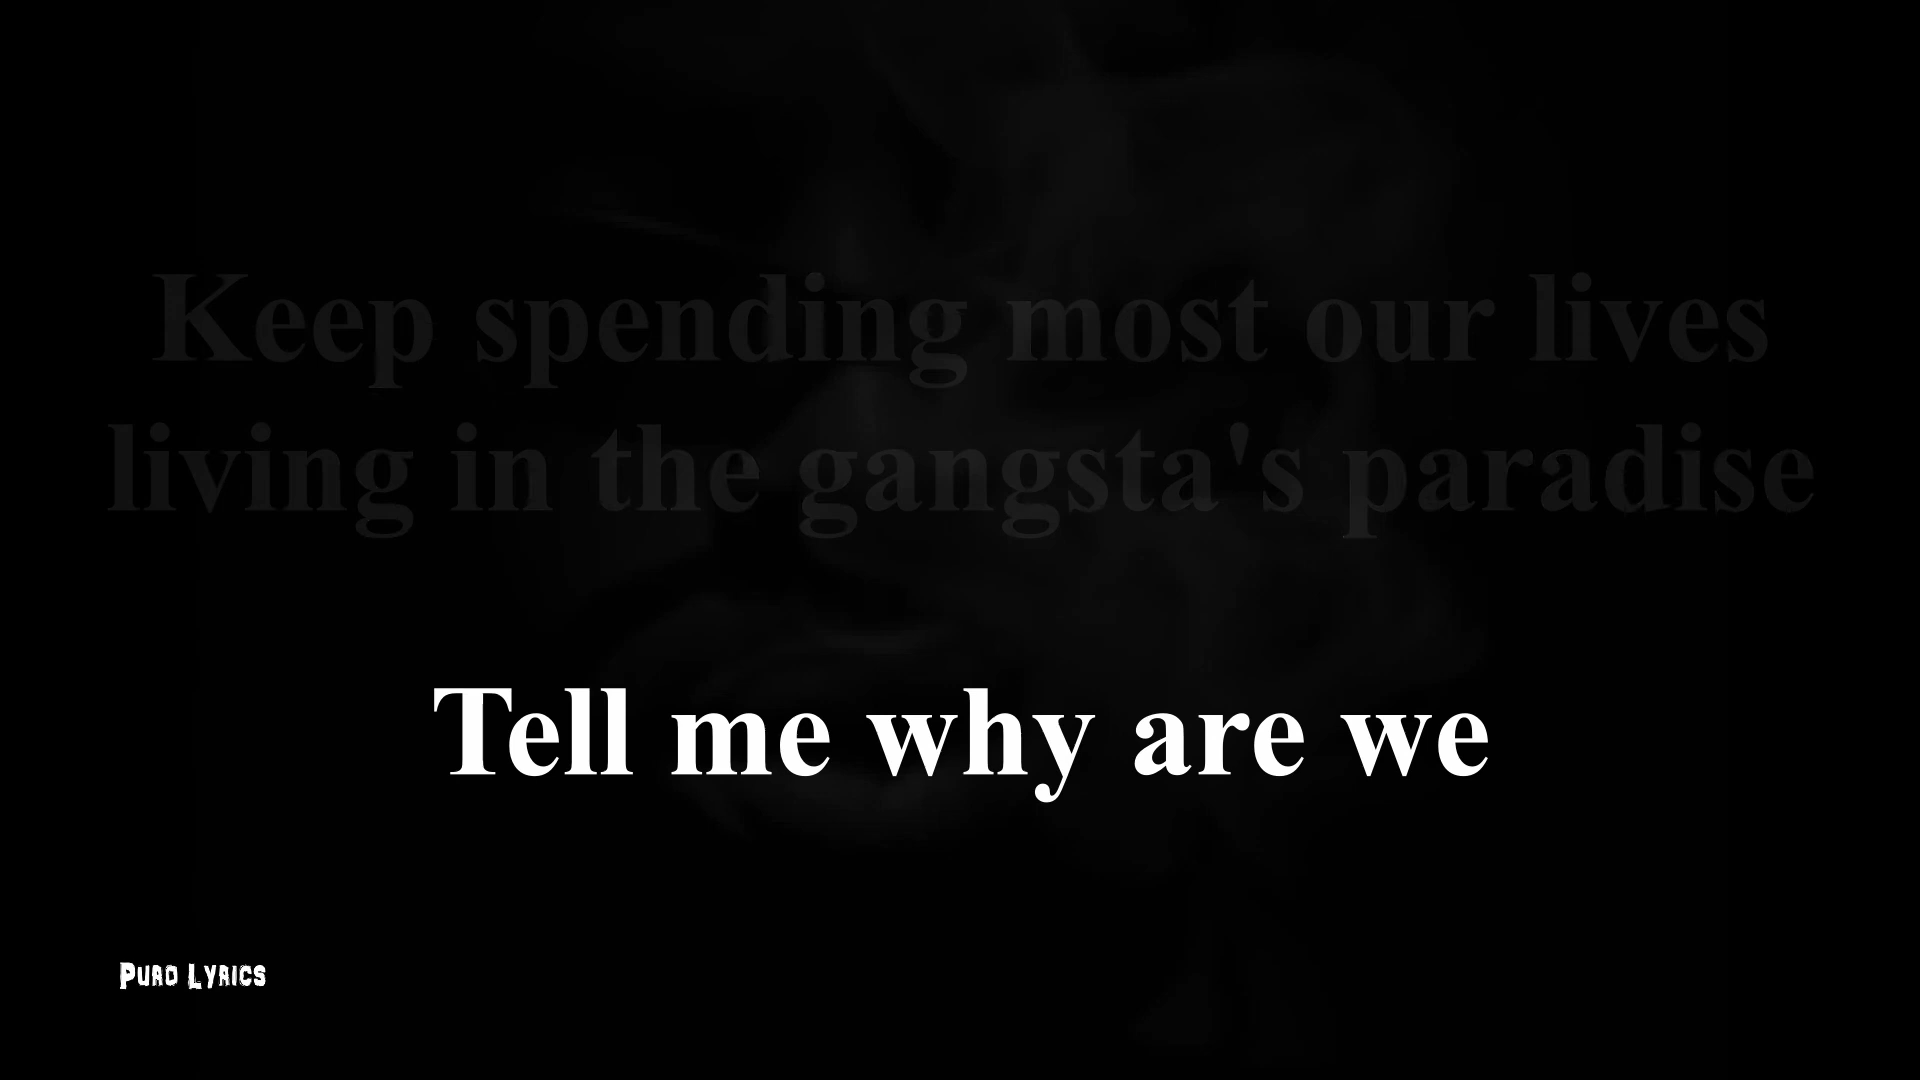 Keep spending most our lives
living in the gangsta's paradise
Tell me why are we
Puro Lyrics